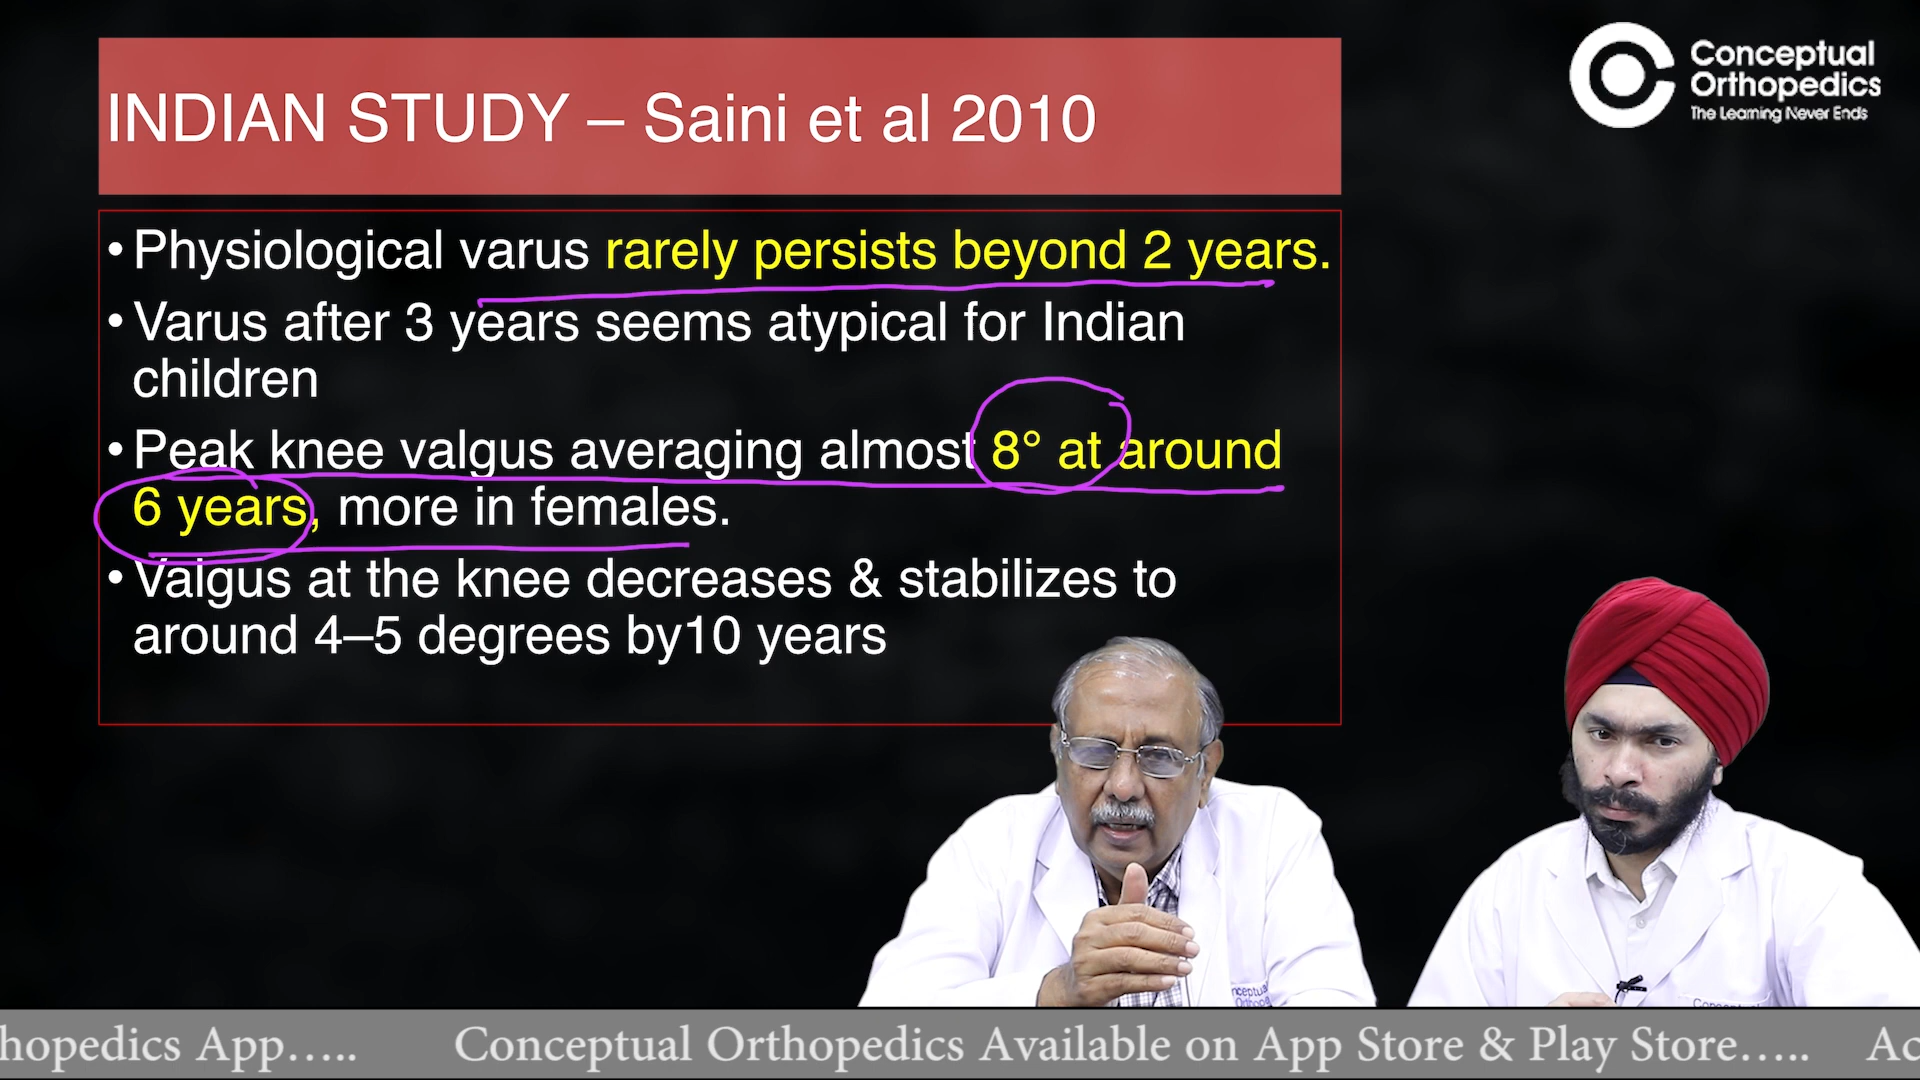 Conceptual
Orthopedics
The Learning Never Ends
INDIAN STUDY – Saini et al 2010
• Physiological varus rarely persists beyond 2 years.
• Varus after 3 years seems atypical for Indian
children
• Peak knee valgus averaging almost 8° at around
6 years, more in females.
• Valgus at the knee decreases & stabilizes to
around 4–5 degrees by10 years
hopedics App..... Conceptual Orthopedics Available on App Store & Play Store..... Ac